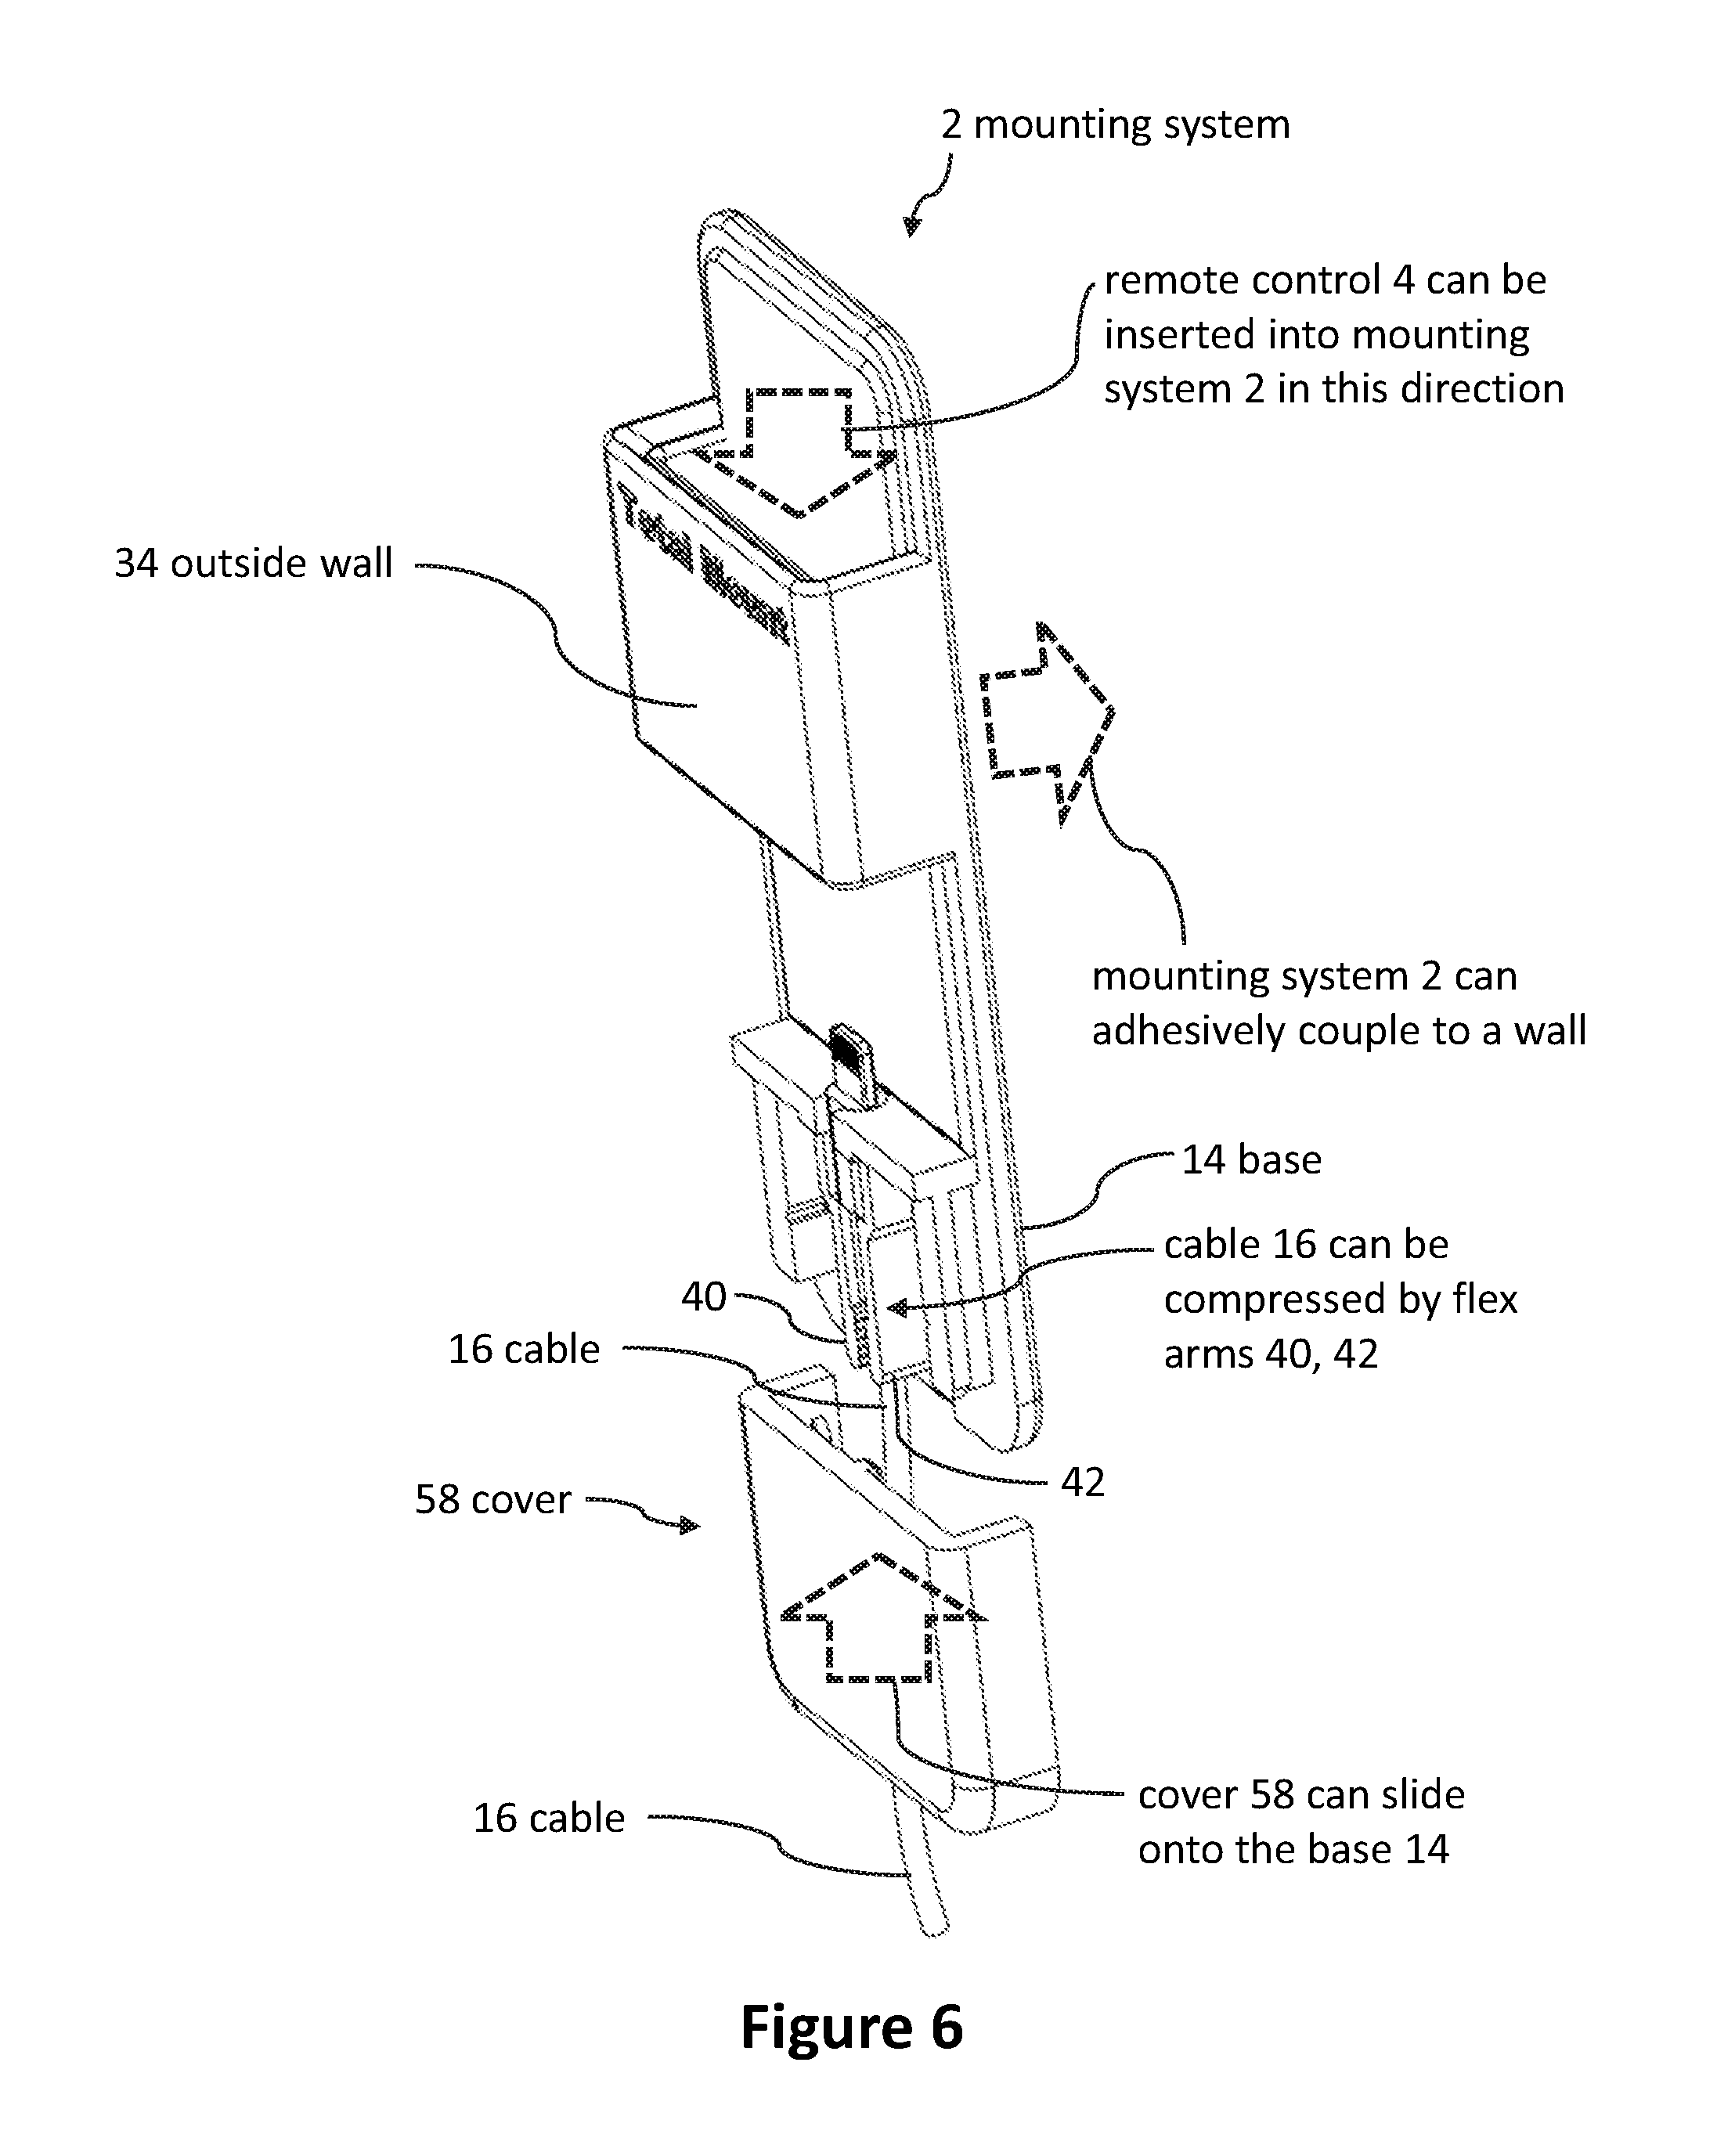 2 mounting system
remote control 4 can be
inserted into mounting
system 2 in this direction
Total Mount
34 outside wall
mounting system 2 can
adhesively couple to a wall
14 base
cable 16 can be
compressed by flex
arms 40, 42
40
16 cable
42
58 cover
cover 58 can slide
onto the base 14
16 cable
Figure 6